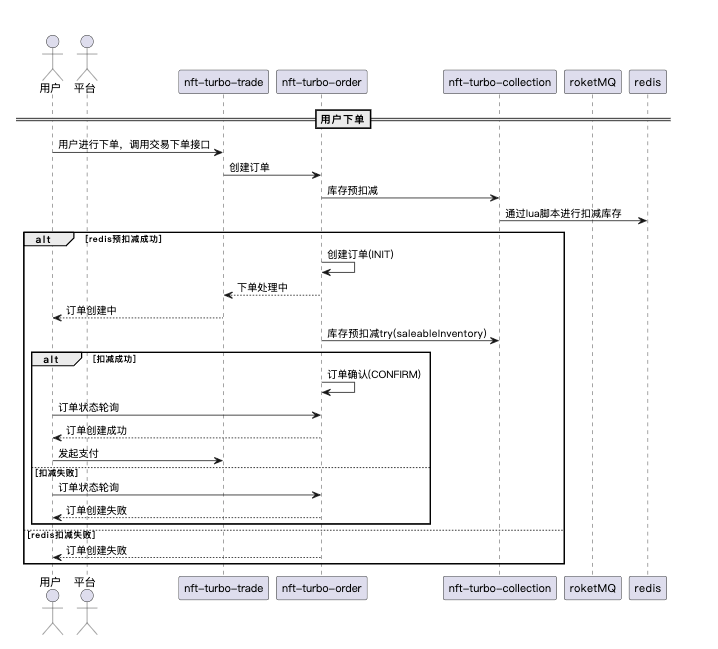 用户 平台 nft-turbo-trade nft-turbo-order nft-turbo-collection roketMQ redis
用户下单
用户进行下单，调用交易下单接口
创建订单
库存预扣减
通过lua脚本进行扣减库存
alt [redis预扣减成功]
创建订单(INIT)
下单处理中
订单创建中
库存预扣减try(saleableInventory)
alt [扣减成功]
订单确认(CONFIRM)
订单状态轮询
订单创建成功
发起支付
[扣减失败]
订单状态轮询
订单创建失败
[redis扣减失败]
订单创建失败
用户 平台 nft-turbo-trade nft-turbo-order nft-turbo-collection roketMQ redis